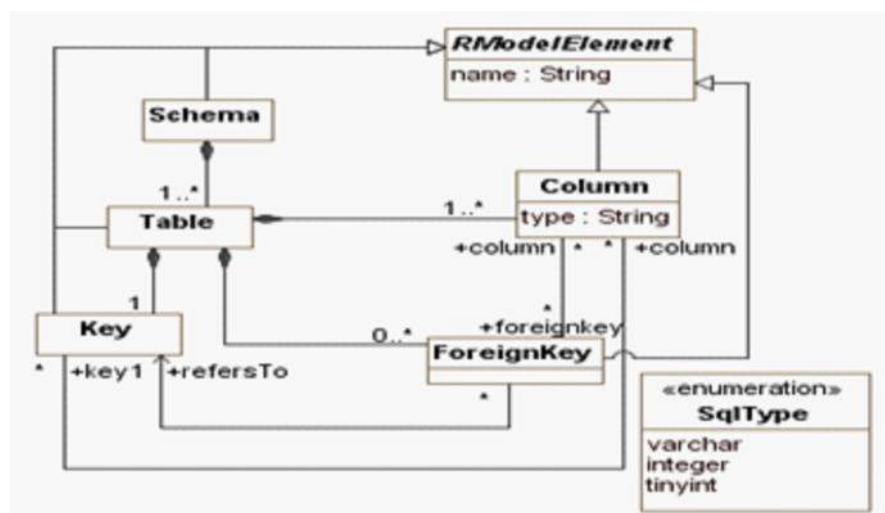 RModelElement
name : String
Schema
1..*
Table
1..*
Column
type : String
+column * * +column
1
Key
0..*
*
+foreignkey
ForeignKey
* +key1 +refersTo
*
«enumeration»
SqlType
varchar
integer
tinyint